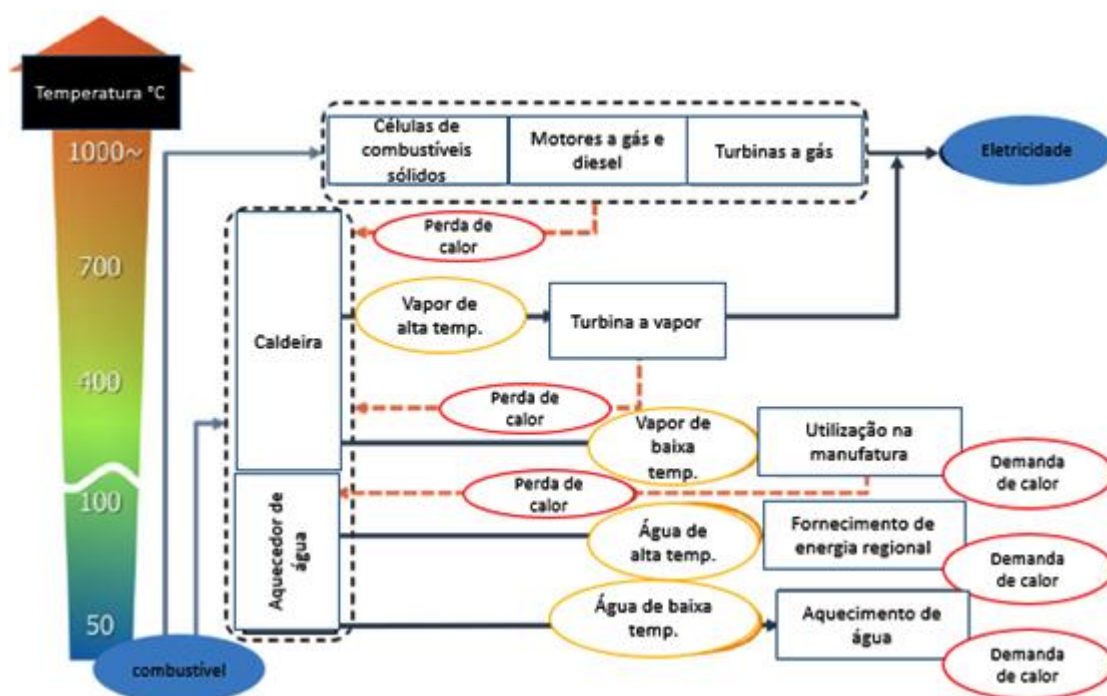 Temperatura °C
1000~
700
400
100
50
combustível
Células de
combustíveis
sólidos
Motores a gás e
diesel
Turbinas a gás
Eletricidade
Perda de
calor
Caldeira
Vapor de
alta temp.
Turbina a vapor
Perda de
calor
Vapor de
baixa
temp.
Utilização na
manufatura
Demanda
de calor
Perda de
calor
Aquecedor de
água
Água de
alta temp.
Fornecimento de
energia regional
Demanda
de calor
Água de baixa
temp.
Aquecimento de
água
Demanda
de calor